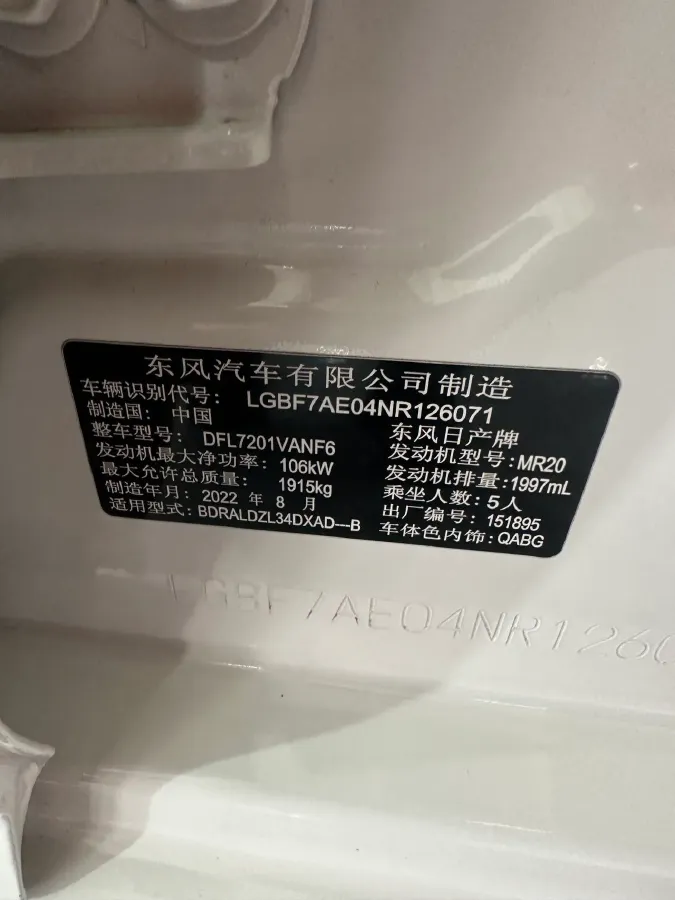 东风汽车有限公司制造
车辆识别代号: LGBF7AE04NR126071
制造国: 中国 东风日产牌
整车型号: DFL7201VANF6 发动机型号: MR20
发动机最大净功率: 106kW 发动机排量: 1997mL
最大允许总质量: 1915kg 乘坐人数: 5人
制造年月: 2022 年 8 月 出厂编号: 151895
适用型式: BDRALDZL34DXAD---B 车体色内饰: QABG
LGBF7AE04NR1260